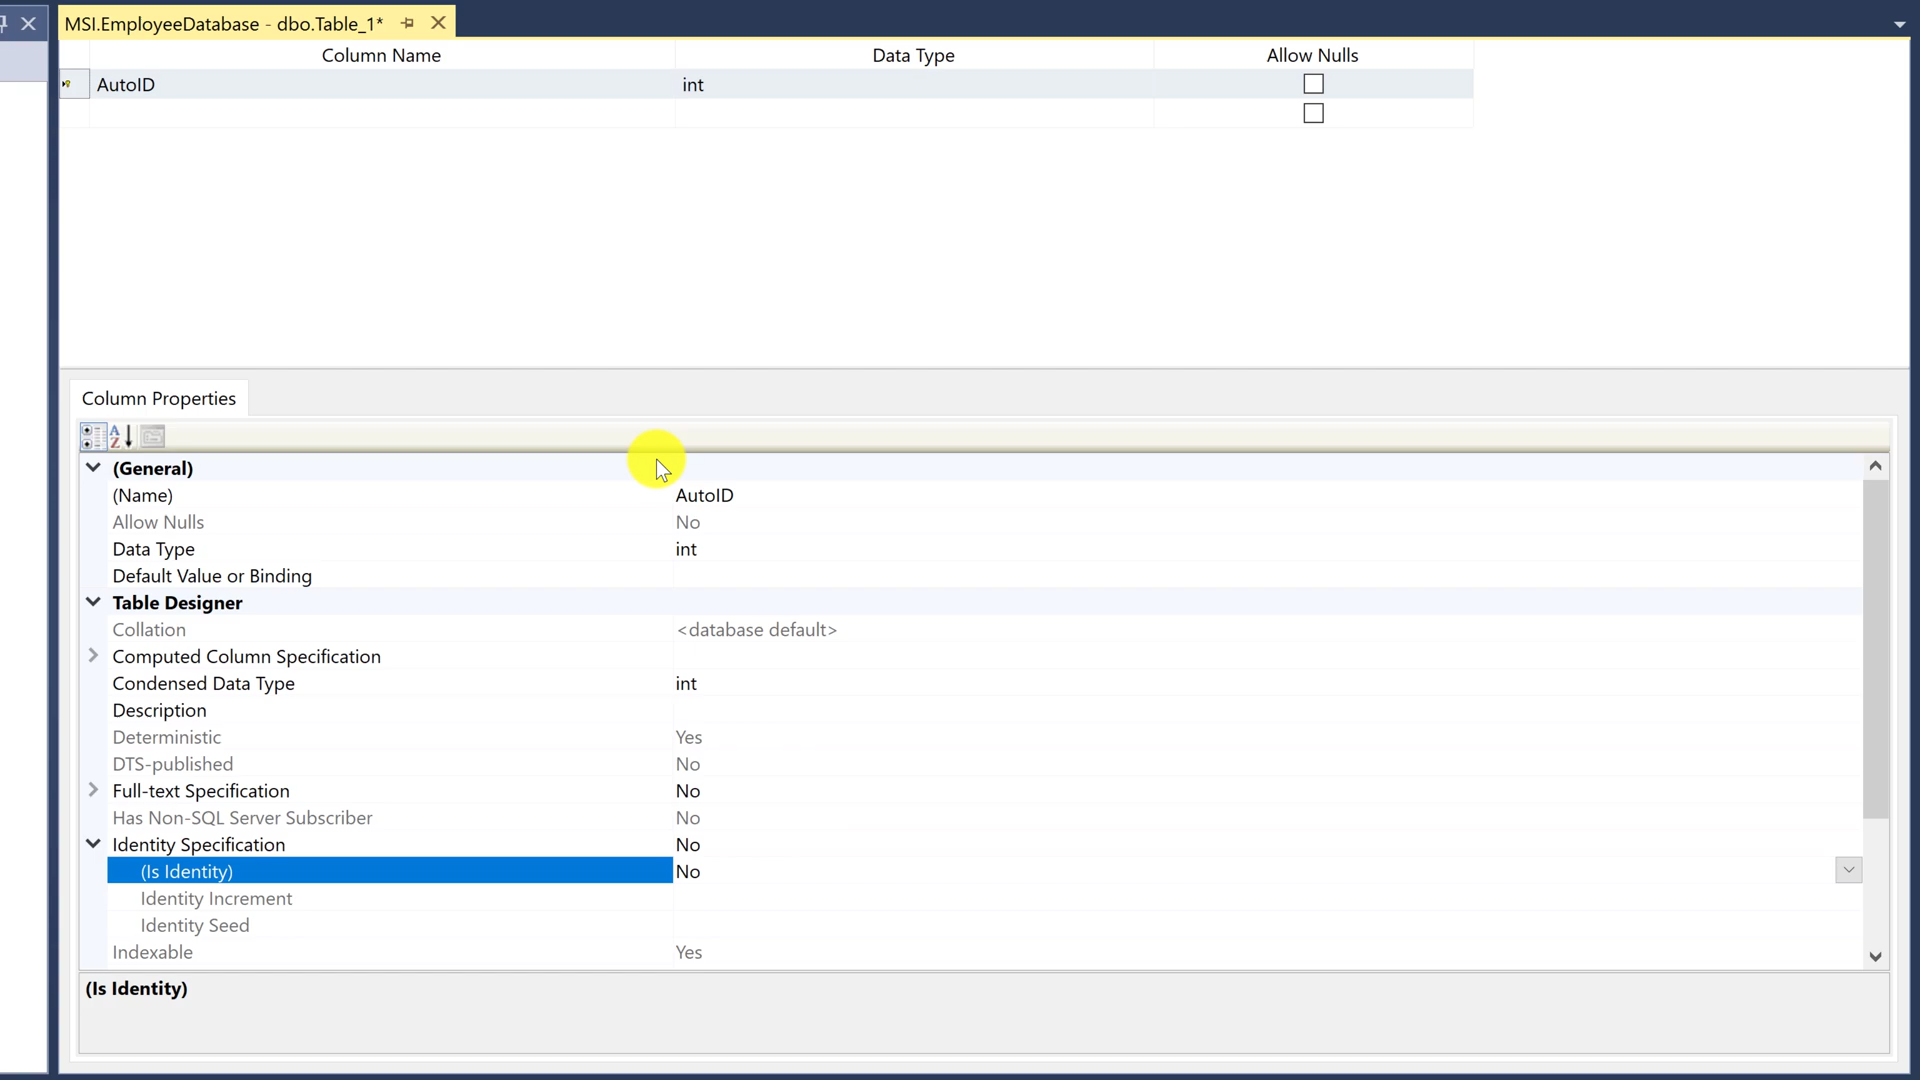 MSI.EmployeeDatabase - dbo.Table_1*
Column Name Data Type Allow Nulls
AutoID int
Column Properties
(General)
(Name) AutoID
Allow Nulls No
Data Type int
Default Value or Binding
Table Designer
Collation <database default>
Computed Column Specification
Condensed Data Type int
Description
Deterministic Yes
DTS-published No
Full-text Specification No
Has Non-SQL Server Subscriber No
Identity Specification No
(Is Identity) No
Identity Increment
Identity Seed
Indexable Yes
(Is Identity)